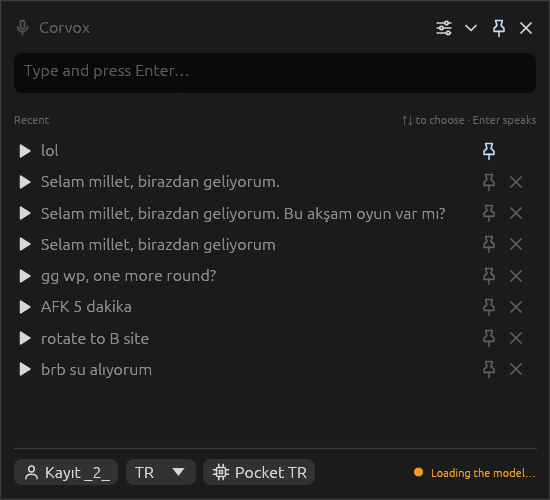 Corvox
Type and press Enter...
Recent
↑↓ to choose · Enter speaks
lol
Selam millet, birazdan geliyorum.
Selam millet, birazdan geliyorum. Bu akşam oyun var mı?
Selam millet, birazdan geliyorum
gg wp, one more round?
AFK 5 dakika
rotate to B site
brb su alıyorum
Kayıt _2_
TR
Pocket TR
Loading the model...